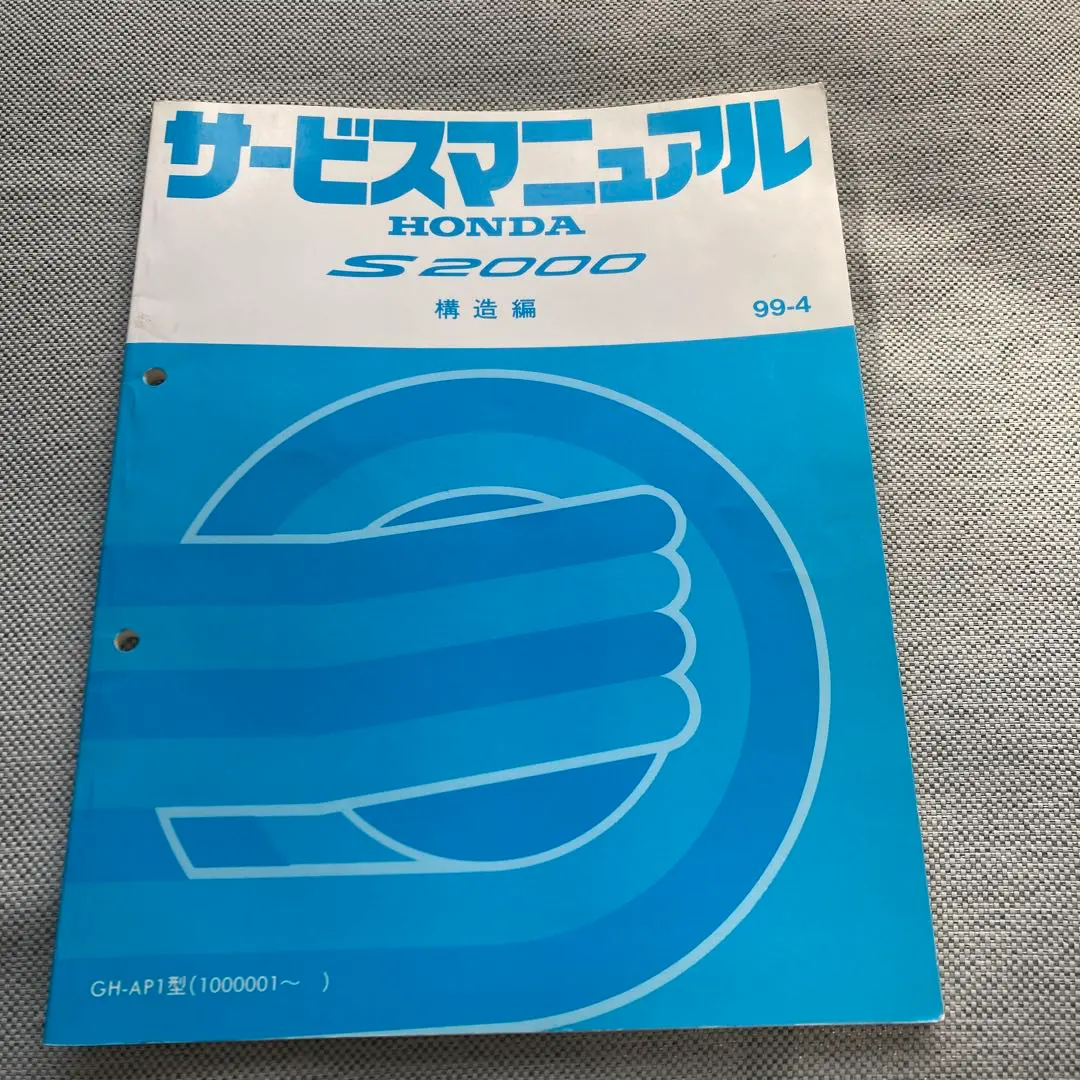 サービスマニュアル
HONDA
S2000
構造編
99-4
GH-AP1型(1000001～　)